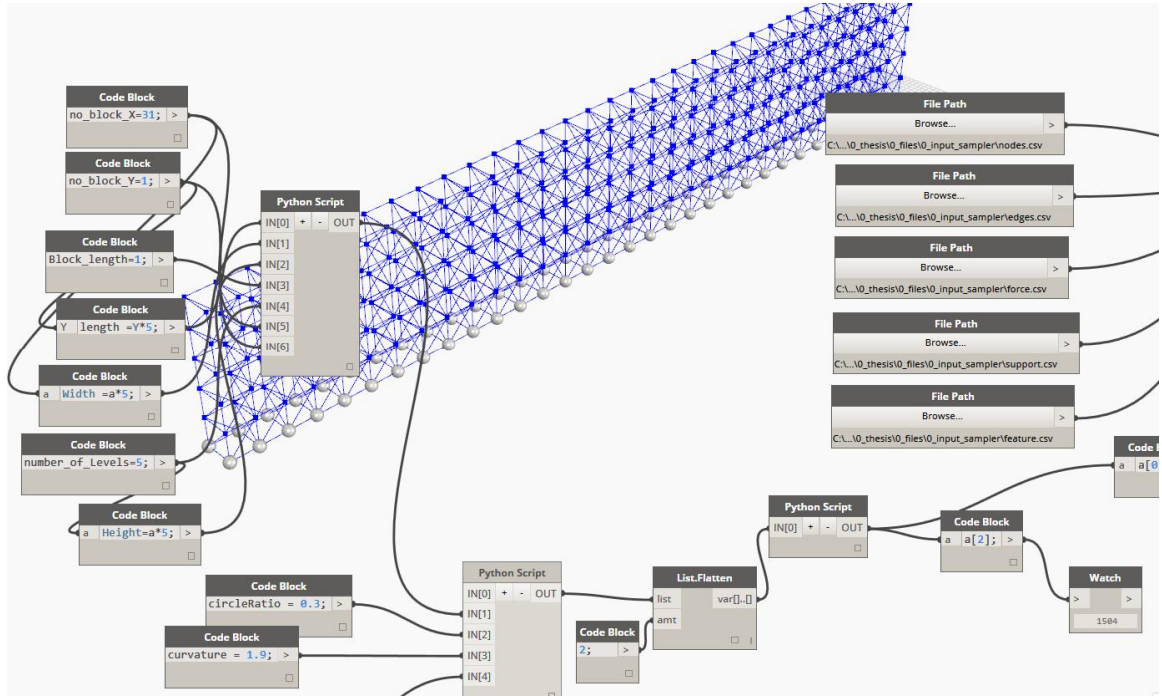 Code Block
no_block_X=31; >
Code Block
no_block_Y=1; >
Code Block
Block_length=1; >
Code Block
Y length =Y*5; >
Code Block
a Width =a*5; >
Code Block
number_of_Levels=5; >
Code Block
a Height=a*5; >
Python Script
IN[0] + - OUT
IN[1]
IN[2]
IN[3]
IN[4]
IN[5]
IN[6]
File Path
Browse... >
C:\...\0_thesis\0_files\0_input_sampler\nodes.csv
File Path
Browse... >
C:\...\0_thesis\0_files\0_input_sampler\edges.csv
File Path
Browse... >
C:\...\0_thesis\0_files\0_input_sampler\force.csv
File Path
Browse... >
C:\...\0_thesis\0_files\0_input_sampler\support.csv
File Path
Browse... >
C:\...\0_thesis\0_files\0_input_sampler\feature.csv
Code Block
circleRatio = 0.3; >
Code Block
curvature = 1.9; >
Python Script
IN[0] + - OUT
IN[1]
IN[2]
IN[3]
IN[4]
Code Block
2; >
List.Flatten
list var[]..[]
amt
Python Script
IN[0] + - OUT
Code Block
a a[2]; >
Code
a a[0
Watch
> >
1504